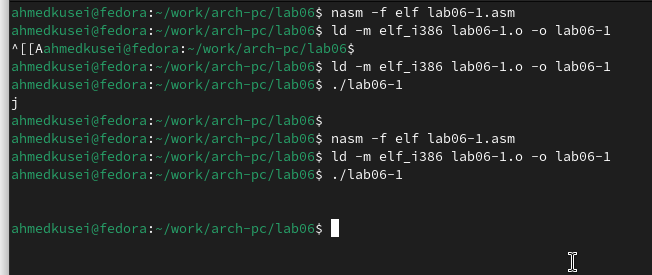 ahmedkusei@fedora:~/work/arch-pc/lab06$ nasm -f elf lab06-1.asm
ahmedkusei@fedora:~/work/arch-pc/lab06$ ld -m elf_i386 lab06-1.o -o lab06-1
^[[Aahmedkusei@fedora:~/work/arch-pc/lab06$
ahmedkusei@fedora:~/work/arch-pc/lab06$ ld -m elf_i386 lab06-1.o -o lab06-1
ahmedkusei@fedora:~/work/arch-pc/lab06$ ./lab06-1
j
ahmedkusei@fedora:~/work/arch-pc/lab06$
ahmedkusei@fedora:~/work/arch-pc/lab06$ nasm -f elf lab06-1.asm
ahmedkusei@fedora:~/work/arch-pc/lab06$ ld -m elf_i386 lab06-1.o -o lab06-1
ahmedkusei@fedora:~/work/arch-pc/lab06$ ./lab06-1
ahmedkusei@fedora:~/work/arch-pc/lab06$